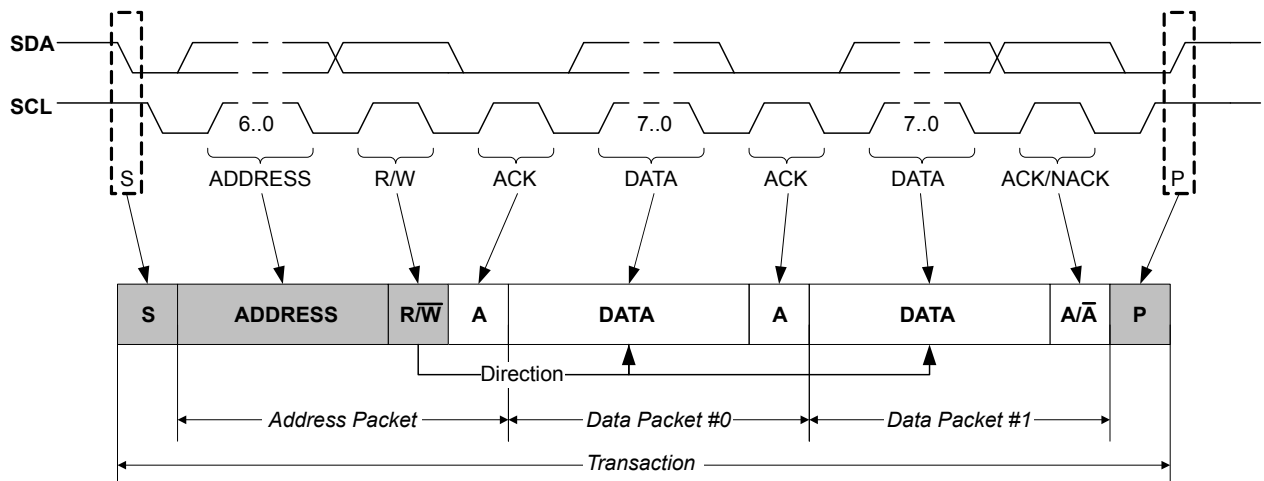 SDA
SCL
6..0 7..0 7..0
S ADDRESS R/W ACK DATA ACK DATA ACK/NACK P
S ADDRESS R/W̅ A DATA A DATA A/A̅ P
Direction
Address Packet Data Packet #0 Data Packet #1
Transaction